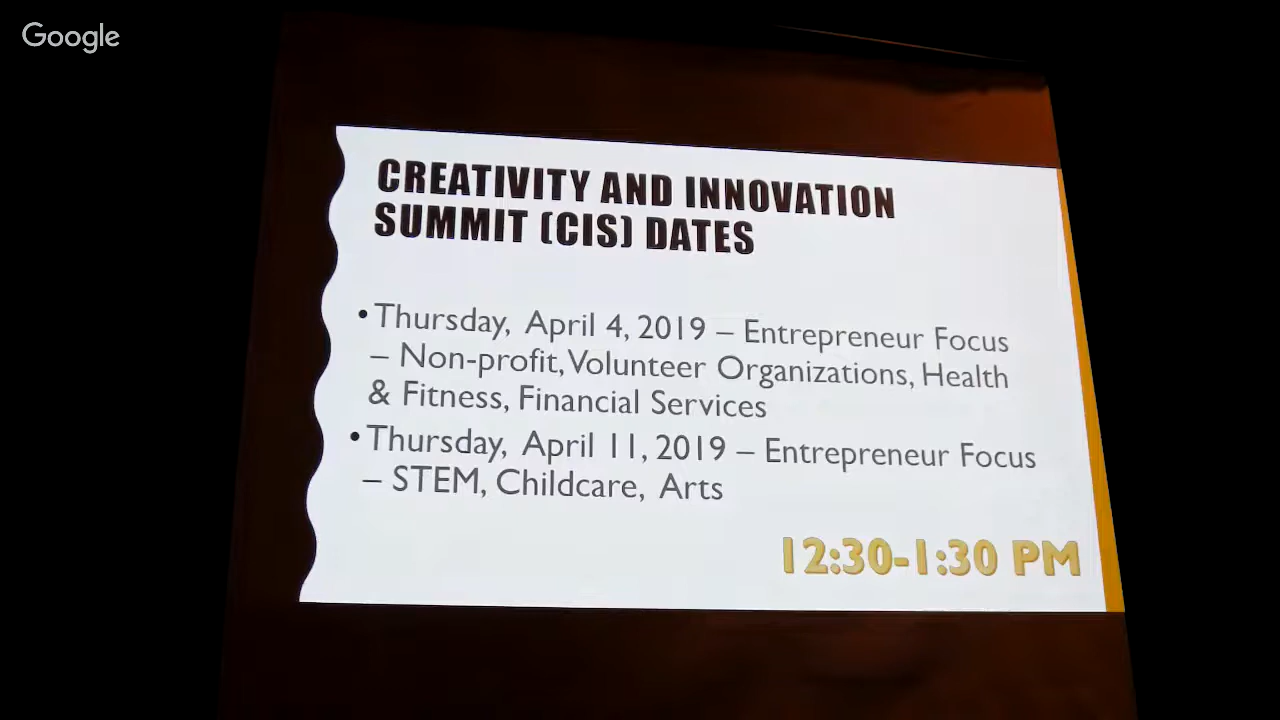 Google
CREATIVITY AND INNOVATION
SUMMIT (CIS) DATES
•Thursday, April 4, 2019 – Entrepreneur Focus
– Non-profit, Volunteer Organizations, Health
& Fitness, Financial Services
•Thursday, April 11, 2019 – Entrepreneur Focus
– STEM, Childcare, Arts
12:30-1:30 PM